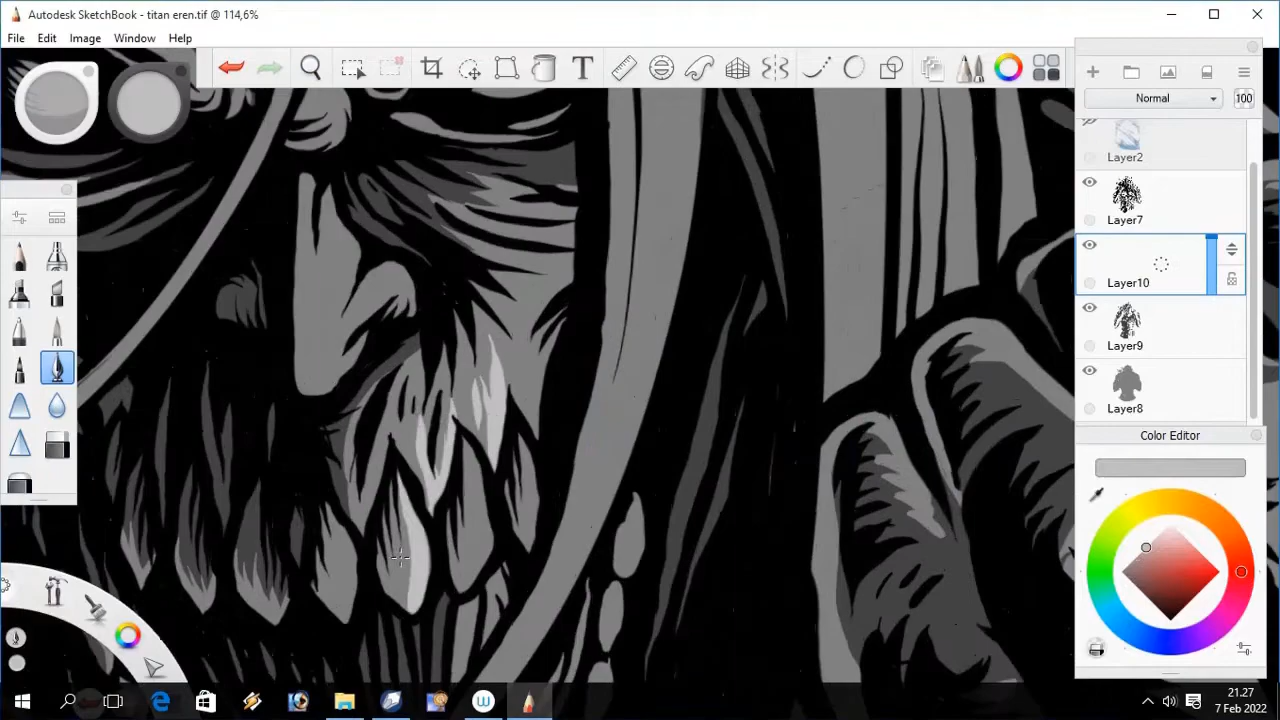 Autodesk SketchBook - titan eren.tif @ 114,6%
File Edit Image Window Help
T
Normal 100
Layer2
Layer7
Layer10
Layer9
Layer8
Color Editor
21.27
7 Feb 2022